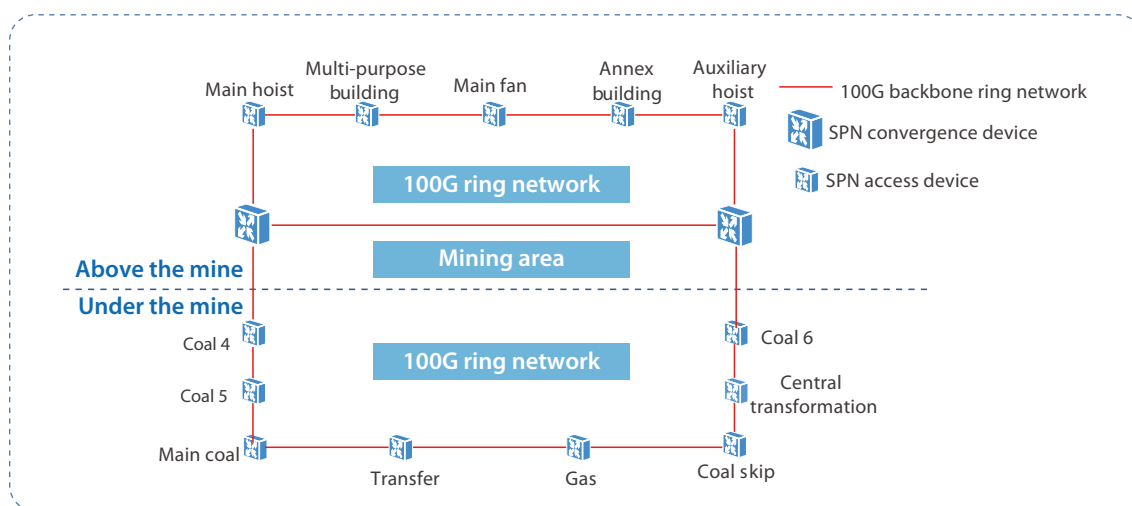 Main hoist
Multi-purpose
building
Main fan
Annex
building
Auxiliary
hoist
100G backbone ring network
SPN convergence device
SPN access device
100G ring network
Mining area
Above the mine
Under the mine
Coal 4
100G ring network
Coal 6
Coal 5
Central
transformation
Main coal
Transfer
Gas
Coal skip